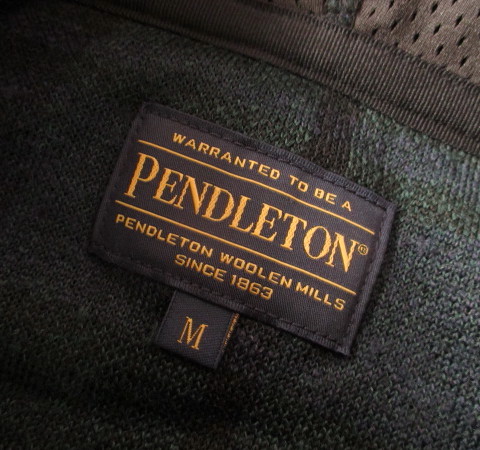 WARRANTED TO BE A
PENDLETON®
PENDLETON WOOLEN MILLS
SINCE 1863
M